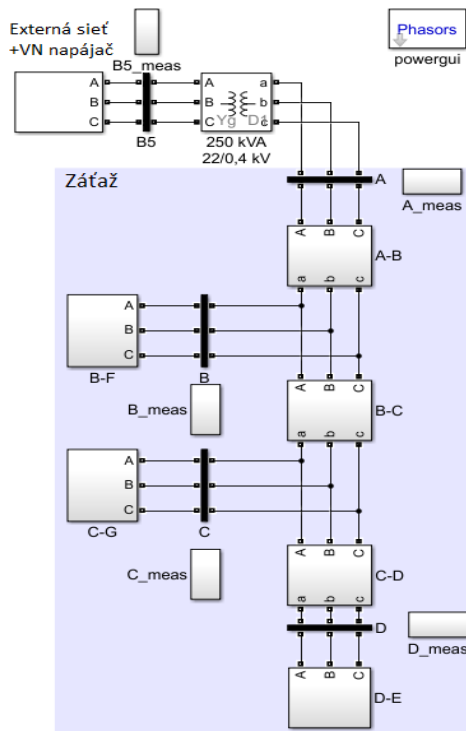 Externá sieť
+VN napájač
B5_meas
Phasors
powergui
A
B
C
B5
A
B
C
a
b
c
Yg
D1
250 kVA
22/0,4 kV
Záťaž
A
A_meas
A
B
C
a
b
c
A-B
A
B
C
B-F
B
B_meas
A
B
C
a
b
c
B-C
A
B
C
C-G
C
C_meas
A
B
C
a
b
c
C-D
D
D_meas
A
B
C
D-E